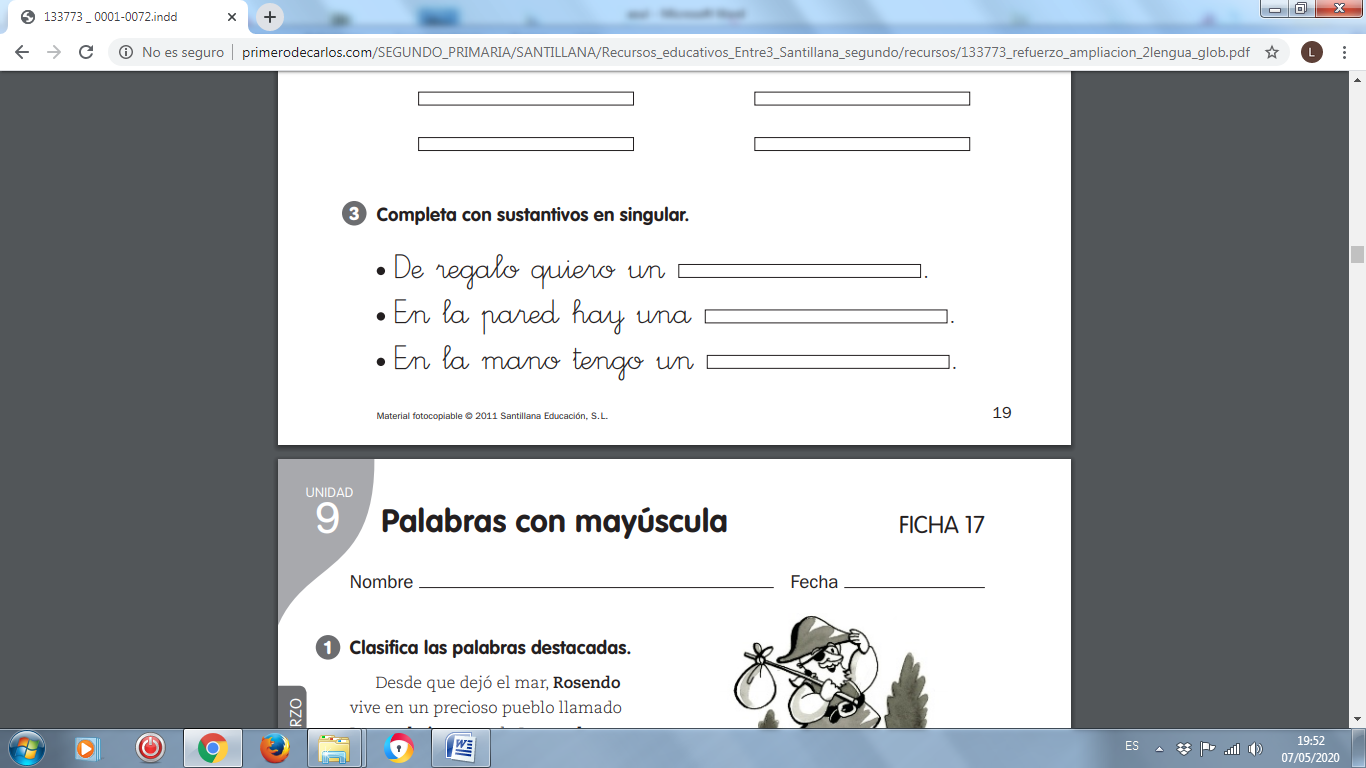 133773 _ 0001-0072.indd
No es seguro
primerodecarlos.com/SEGUNDO_PRIMARIA/SANTILLANA/Recursos_educativos_Entre3_Santillana_segundo/recursos/133773_refuerzo_ampliacion_2lengua_glob.pdf
L
3 Completa con sustantivos en singular.
• De regalo quiero un .
• En la pared hay una .
• En la mano tengo un .
Material fotocopiable © 2011 Santillana Educación, S. L.
19
UNIDAD
9
Palabras con mayúscula
FICHA 17
Nombre
Fecha
1 Clasifica las palabras destacadas.
Desde que dejó el mar, Rosendo
vive en un precioso pueblo llamado
RZO
ES
19:52
07/05/2020